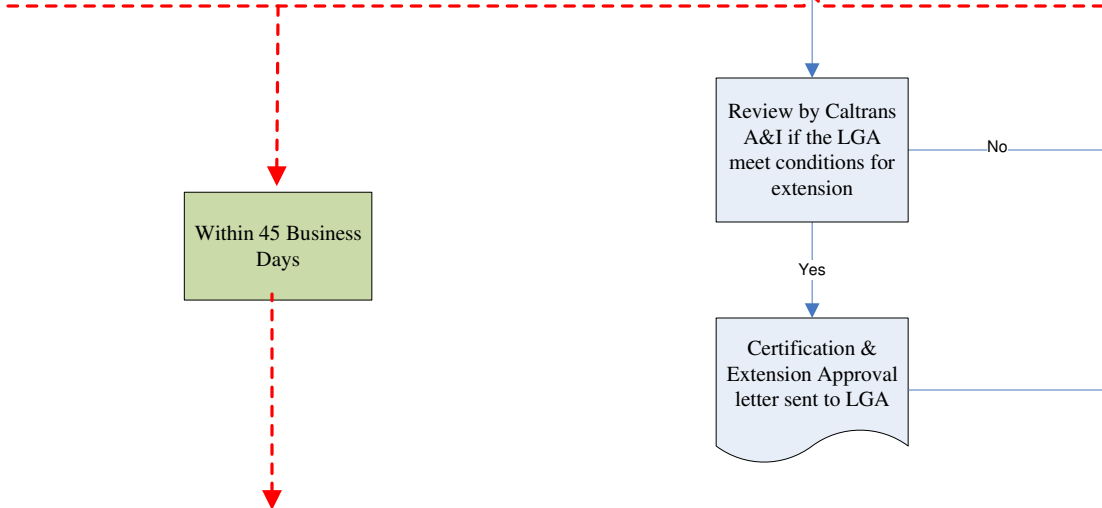 Review by Caltrans
A&I if the LGA
meet conditions for
extension
No
Within 45 Business
Days
Yes
Certification &
Extension Approval
letter sent to LGA